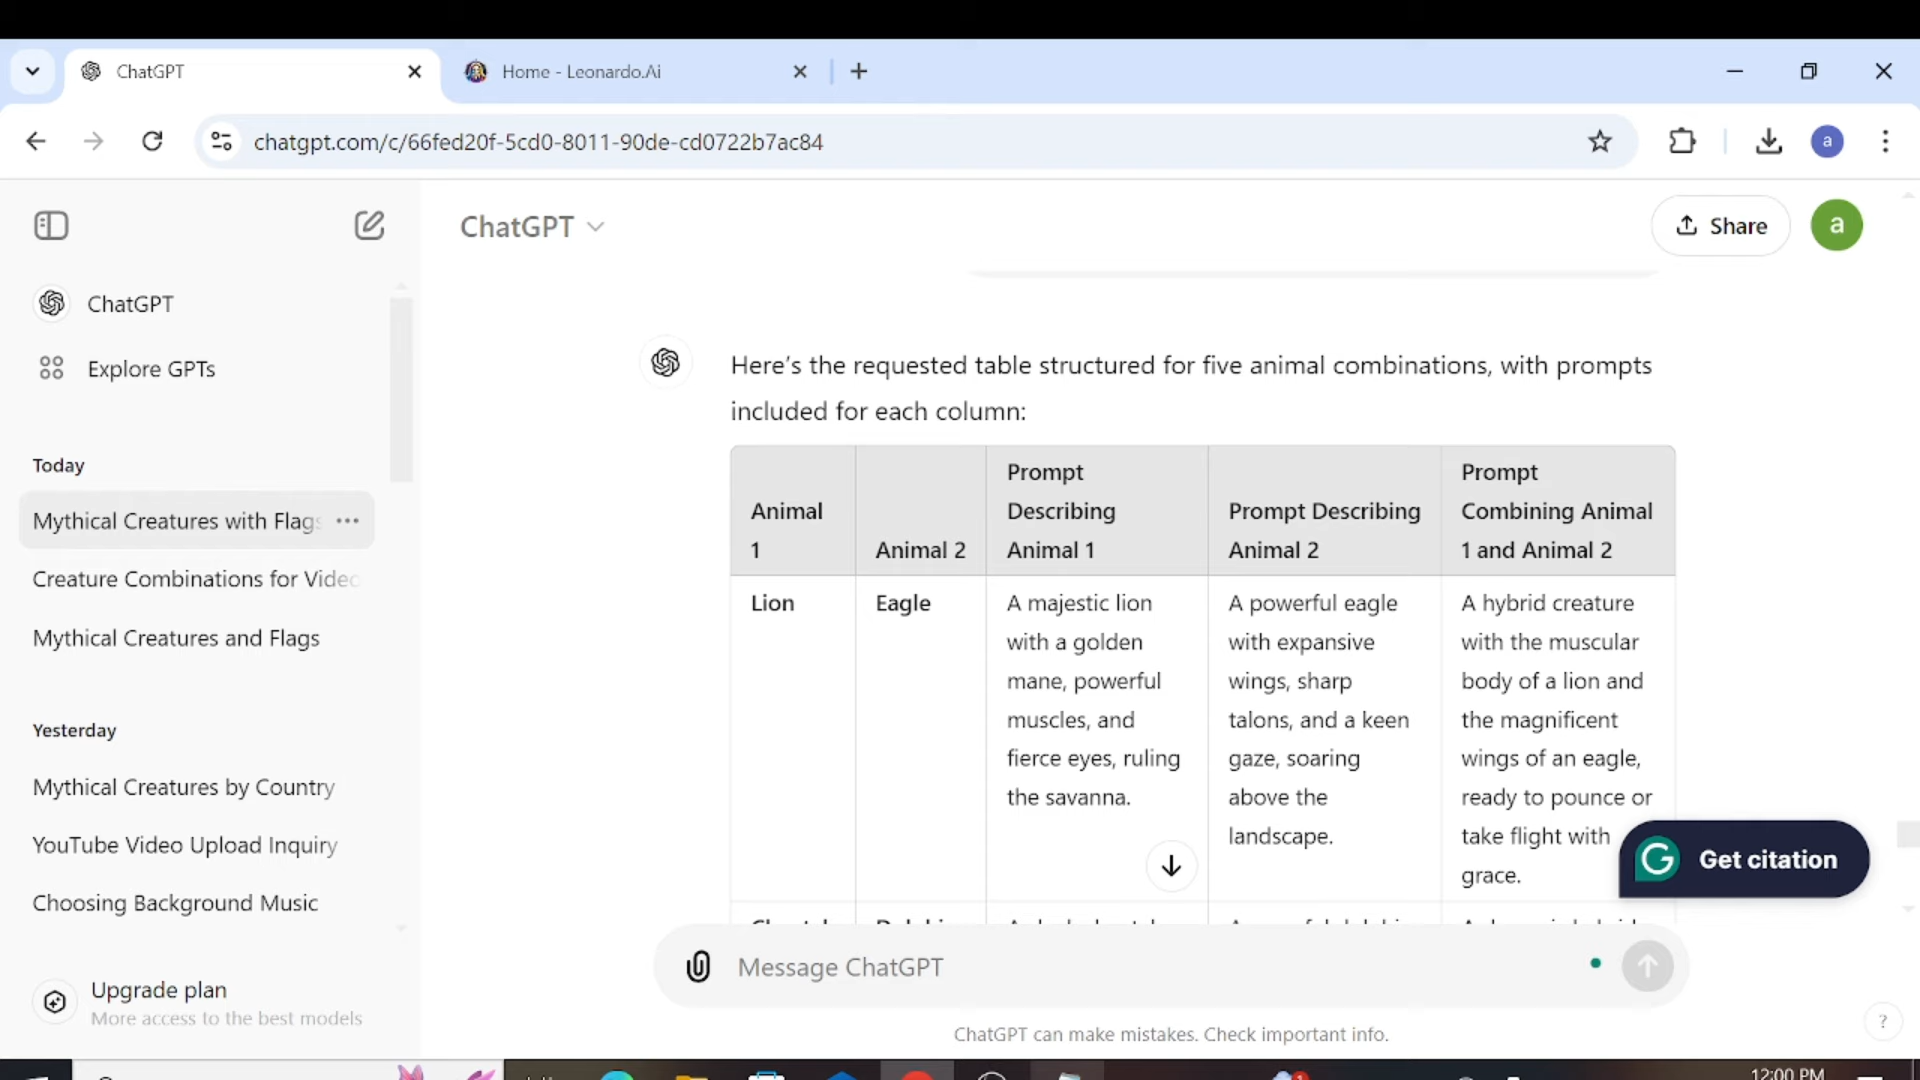 ChatGPT
Home - Leonardo.Ai
chatgpt.com/c/66fed20f-5cd0-8011-90de-cd0722b7ac84
a
ChatGPT
Share
a
ChatGPT
Explore GPTs
Today
Mythical Creatures with Flags
Creature Combinations for Video
Mythical Creatures and Flags
Yesterday
Mythical Creatures by Country
YouTube Video Upload Inquiry
Choosing Background Music
Upgrade plan
More access to the best models
Here’s the requested table structured for five animal combinations, with prompts
included for each column:
Animal
1
Animal 2
Prompt
Describing
Animal 1
Prompt Describing
Animal 2
Prompt
Combining Animal
1 and Animal 2
Lion
Eagle
A majestic lion
with a golden
mane, powerful
muscles, and
fierce eyes, ruling
the savanna.
A powerful eagle
with expansive
wings, sharp
talons, and a keen
gaze, soaring
above the
landscape.
A hybrid creature
with the muscular
body of a lion and
the magnificent
wings of an eagle,
ready to pounce or
take flight with
grace.
Get citation
Message ChatGPT
ChatGPT can make mistakes. Check important info.
?
12:00 PM